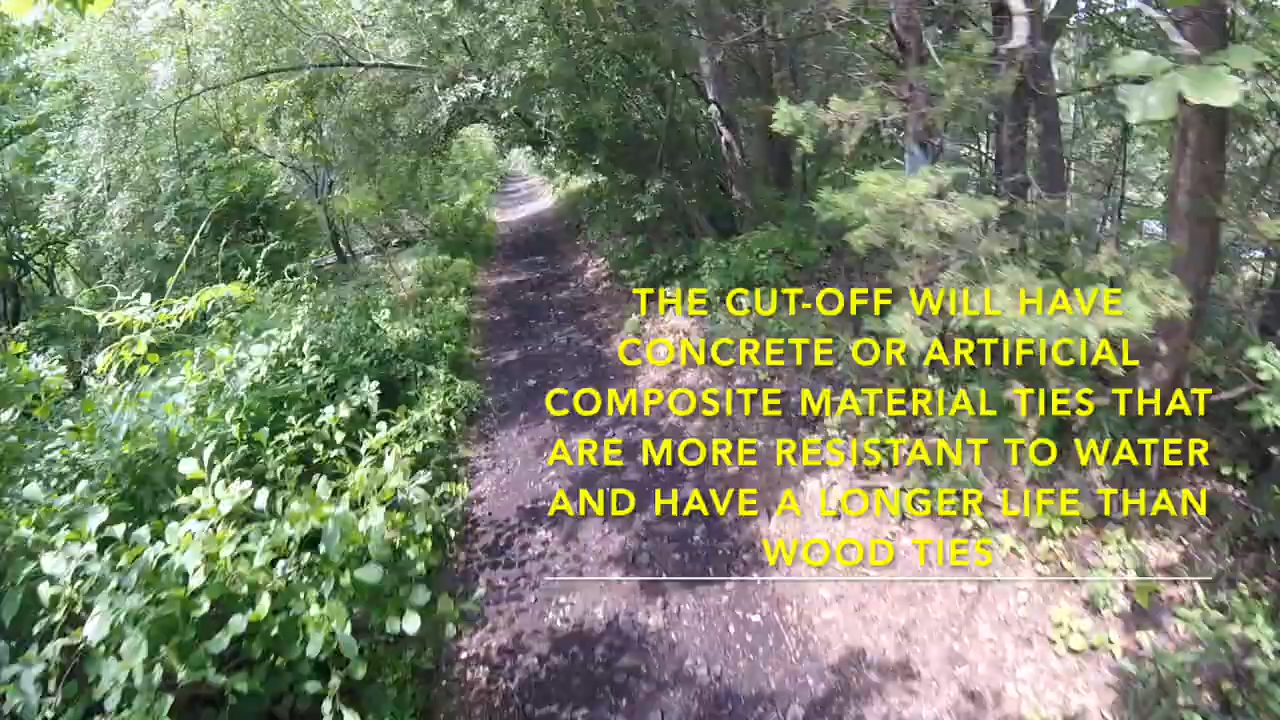 THE CUT-OFF WILL HAVE
CONCRETE OR ARTIFICIAL
COMPOSITE MATERIAL TIES THAT
ARE MORE RESISTANT TO WATER
AND HAVE A LONGER LIFE THAN
WOOD TIES